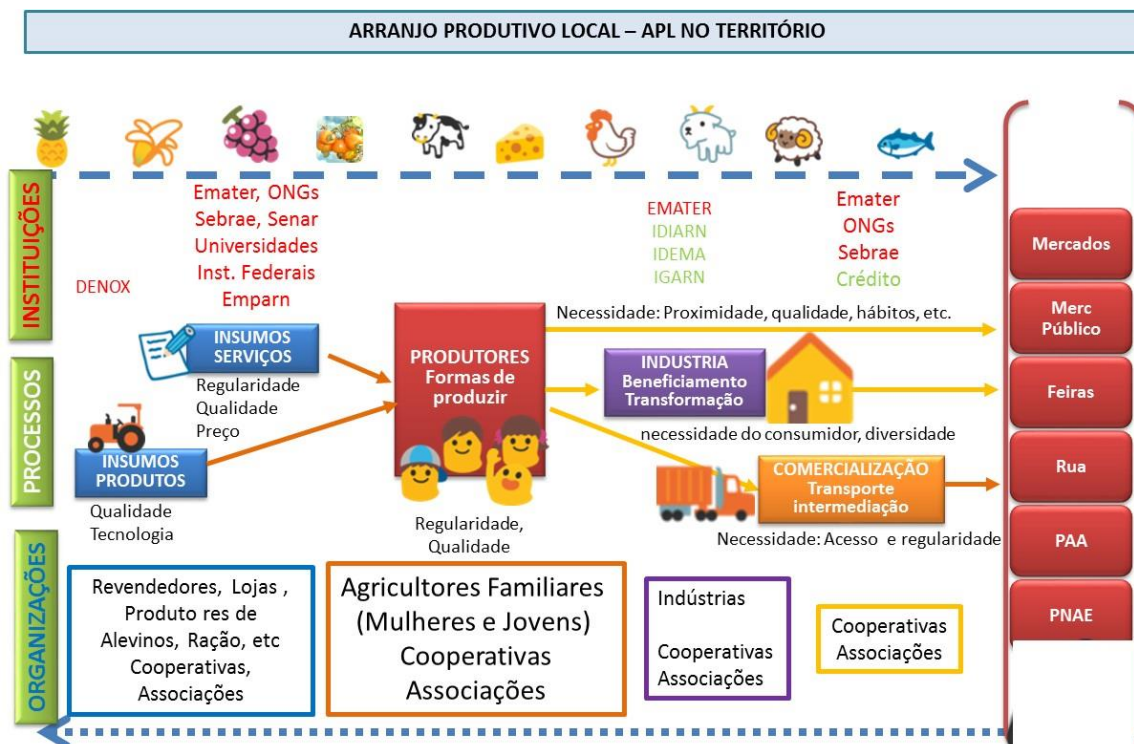 ARRANJO PRODUTIVO LOCAL – APL NO TERRITÓRIO
INSTITUIÇÕES
DENOX
Emater, ONGs
Sebrae, Senar
Universidades
Inst. Federais
Emparn
EMATER
IDIARN
IDEMA
IGARN
Emater
ONGs
Sebrae
Crédito
PROCESSOS
INSUMOS
SERVIÇOS
Regularidade
Qualidade
Preço
INSUMOS
PRODUTOS
Qualidade
Tecnologia
PRODUTORES
Formas de
produzir
Regularidade,
Qualidade
Necessidade: Proximidade, qualidade, hábitos, etc.
INDUSTRIA
Beneficiamento
Transformação
necessidade do consumidor, diversidade
COMERCIALIZAÇÃO
Transporte
intermediação
Necessidade: Acesso e regularidade
ORGANIZAÇÕES
Revendedores, Lojas ,
Produto res de
Alevinos, Ração, etc
Cooperativas,
Associações
Agricultores Familiares
(Mulheres e Jovens)
Cooperativas
Associações
Indústrias
Cooperativas
Associações
Cooperativas
Associações
Mercados
Merc
Público
Feiras
Rua
PAA
PNAE